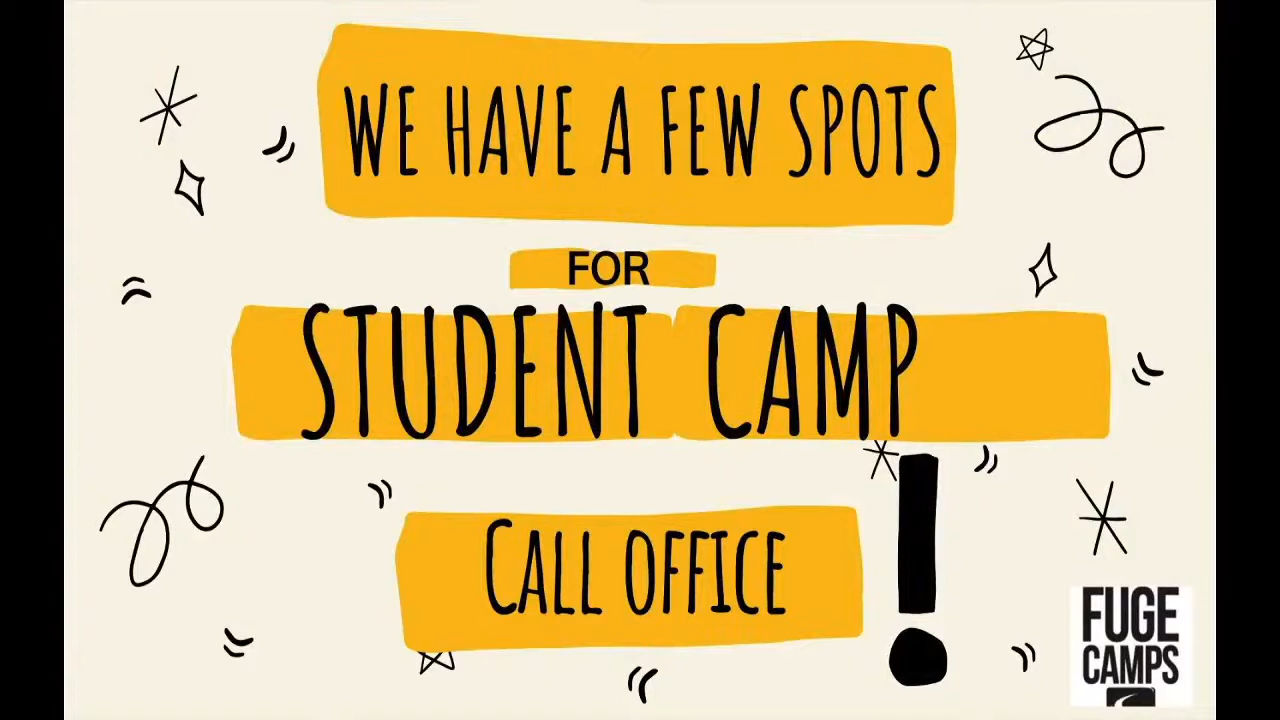 WE HAVE A FEW SPOTS
FOR
STUDENT CAMP
CALL OFFICE
!
FUGE
CAMPS